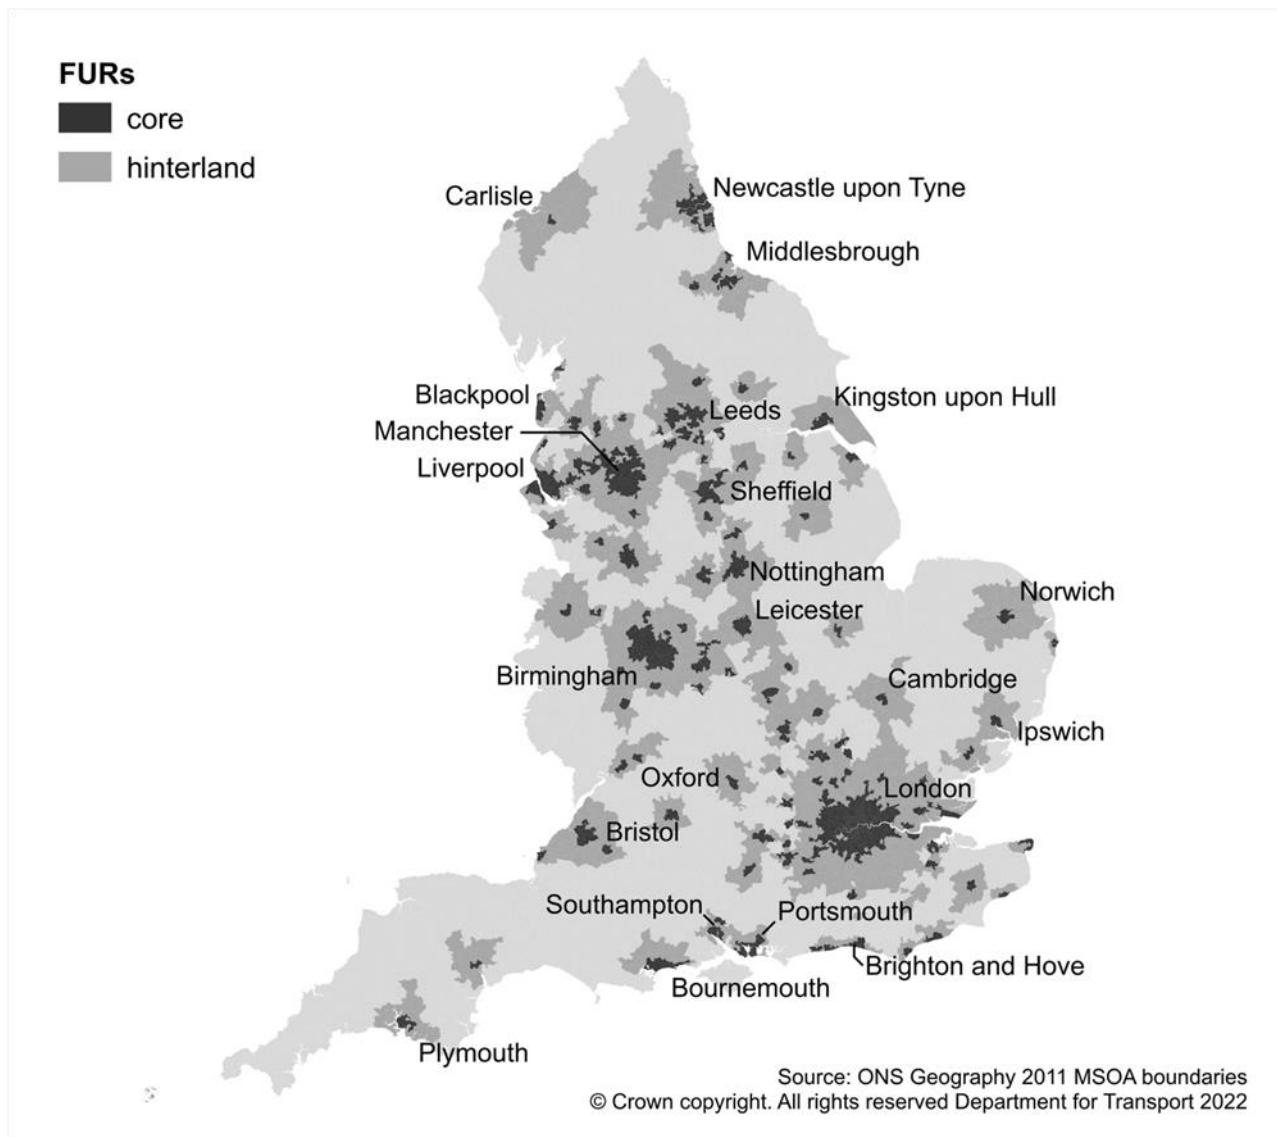 FURs
core
hinterland
Carlisle
Newcastle upon Tyne
Middlesbrough
Blackpool
Kingston upon Hull
Leeds
Manchester
Liverpool
Sheffield
Nottingham
Norwich
Leicester
Birmingham
Cambridge
Ipswich
Oxford
London
Bristol
Southampton
Portsmouth
Brighton and Hove
Bournemouth
Plymouth
Source: ONS Geography 2011 MSOA boundaries
© Crown copyright. All rights reserved Department for Transport 2022